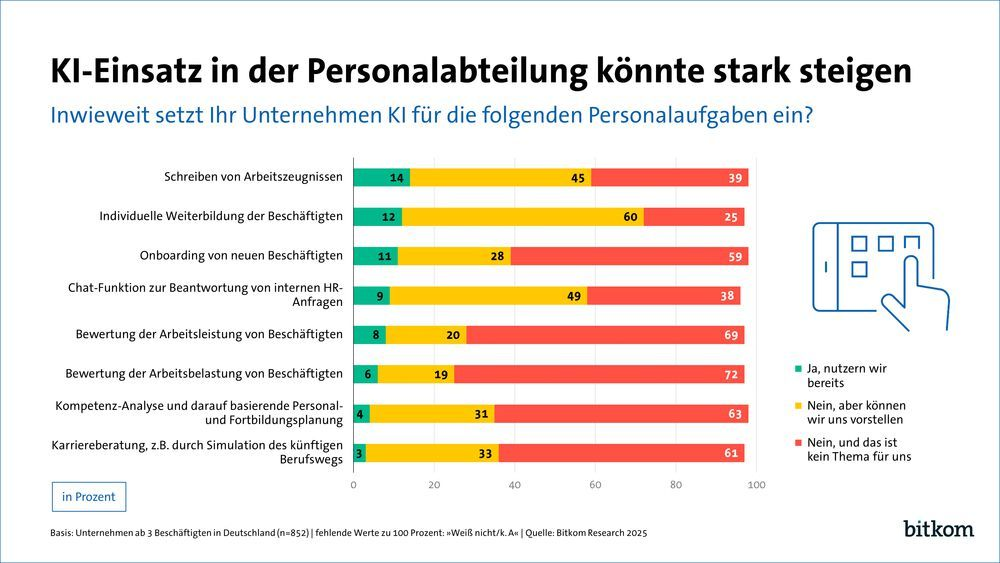 KI-Einsatz in der Personalabteilung könnte stark steigen
Inwieweit setzt Ihr Unternehmen KI für die folgenden Personalaufgaben ein?
Schreiben von Arbeitszeugnissen 14 45 39
Individuelle Weiterbildung der Beschäftigten 12 60 25
Onboarding von neuen Beschäftigten 11 28 59
Chat-Funktion zur Beantwortung von internen HR-
Anfragen 9 49 38
Bewertung der Arbeitsleistung von Beschäftigten 8 20 69
Bewertung der Arbeitsbelastung von Beschäftigten 6 19 72
Kompetenz-Analyse und darauf basierende Personal-
und Fortbildungsplanung 4 31 63
Karriereberatung, z.B. durch Simulation des künftigen
Berufswegs 3 33 61
0 20 40 60 80 100
Ja, nutzern wir
bereits
Nein, aber können
wir uns vorstellen
Nein, und das ist
kein Thema für uns
in Prozent
Basis: Unternehmen ab 3 Beschäftigten in Deutschland (n=852) | fehlende Werte zu 100 Prozent: »Weiß nicht/k. A« | Quelle: Bitkom Research 2025
bitkom